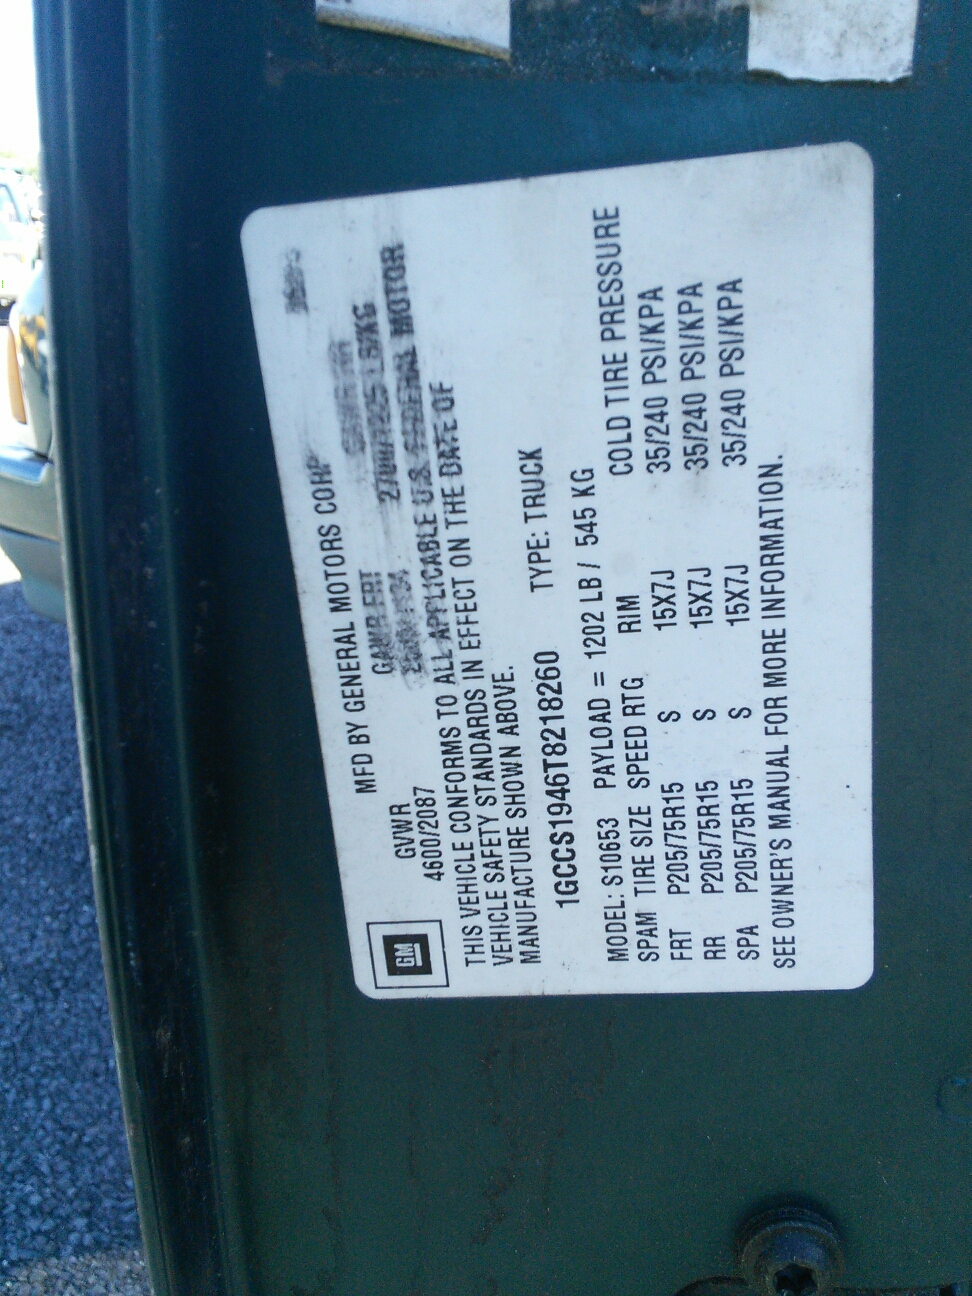 GM
MFD BY GENERAL MOTORS CORP
GVWR GAWR FRT
4600/2087
THIS VEHICLE CONFORMS TO ALL APPLICABLE U.S. FEDERAL MOTOR
VEHICLE SAFETY STANDARDS IN EFFECT ON THE DATE OF
MANUFACTURE SHOWN ABOVE.
1GCCS1946T8218260 TYPE: TRUCK
MODEL: S10653 PAYLOAD = 1202 LB / 545 KG
SPAM TIRE SIZE SPEED RTG RIM COLD TIRE PRESSURE
FRT P205/75R15 S 15X7J 35/240 PSI/KPA
RR P205/75R15 S 15X7J 35/240 PSI/KPA
SPA P205/75R15 S 15X7J 35/240 PSI/KPA
SEE OWNER'S MANUAL FOR MORE INFORMATION.